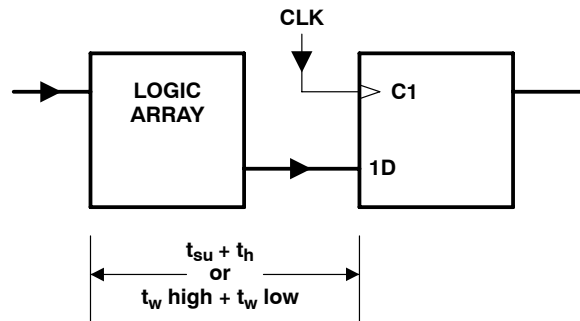 CLK
LOGIC
ARRAY
C1
1D
tsu + th
or
tw high + tw low